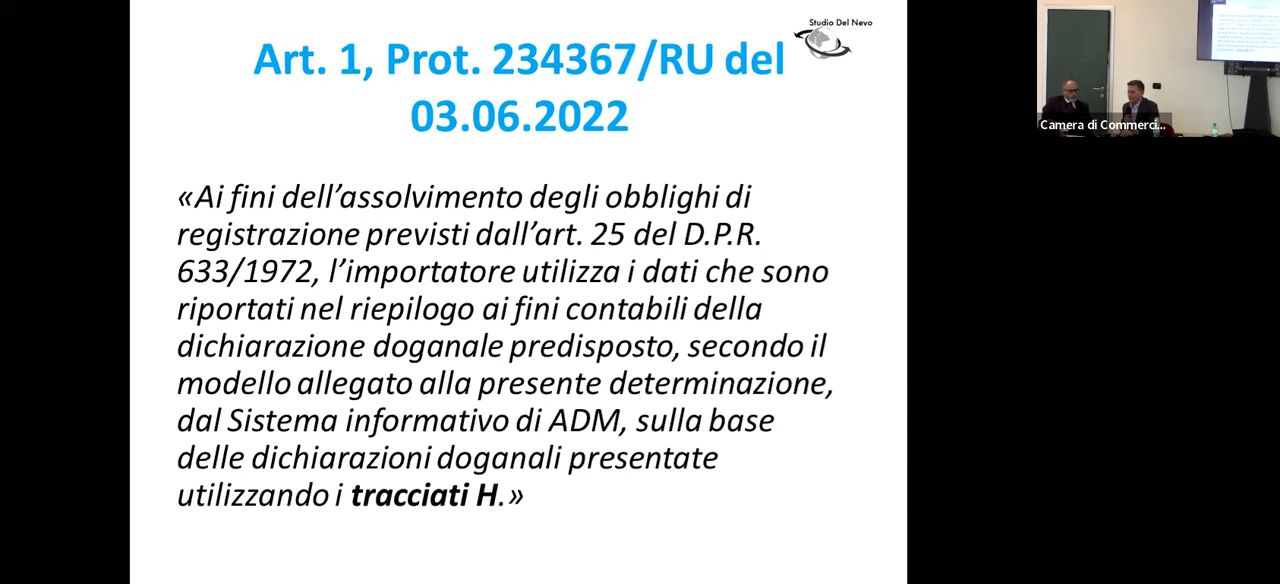 Studio Del Nevo
Art. 1, Prot. 234367/RU del
03.06.2022
«Ai fini dell’assolvimento degli obblighi di
registrazione previsti dall’art. 25 del D.P.R.
633/1972, l’importatore utilizza i dati che sono
riportati nel riepilogo ai fini contabili della
dichiarazione doganale predisposto, secondo il
modello allegato alla presente determinazione,
dal Sistema informativo di ADM, sulla base
delle dichiarazioni doganali presentate
utilizzando i tracciati H.»
Camera di Commerci...